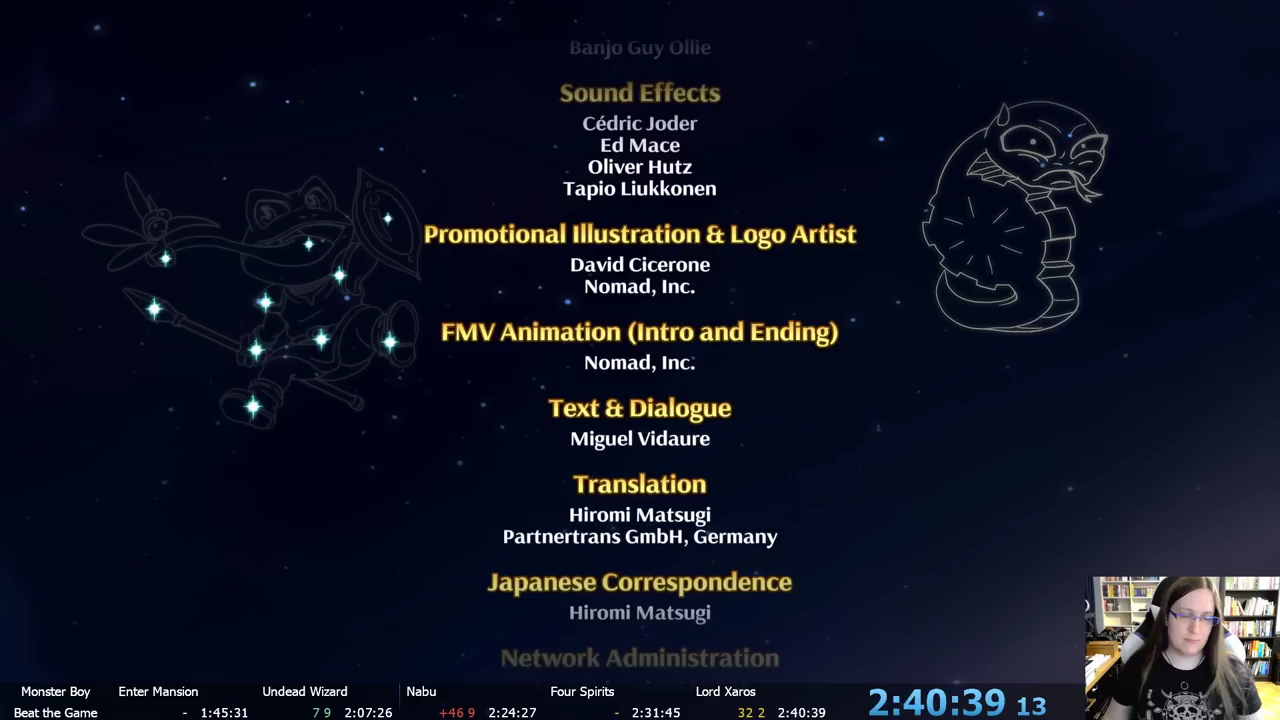 Banjo Guy Ollie
Sound Effects
Cédric Joder
Ed Mace
Oliver Hutz
Tapio Liukkonen
Promotional Illustration & Logo Artist
David Cicerone
Nomad, Inc.
FMV Animation (Intro and Ending)
Nomad, Inc.
Text & Dialogue
Miguel Vidaure
Translation
Hiromi Matsugi
Partnertrans GmbH, Germany
Japanese Correspondence
Hiromi Matsugi
Network Administration
Monster Boy Enter Mansion Undead Wizard Nabu Four Spirits Lord Xaros
Beat the Game - 1:45:31 7 9 2:07:26 +46 9 2:24:27 - 2:31:45 32 2 2:40:39
2:40:39 13